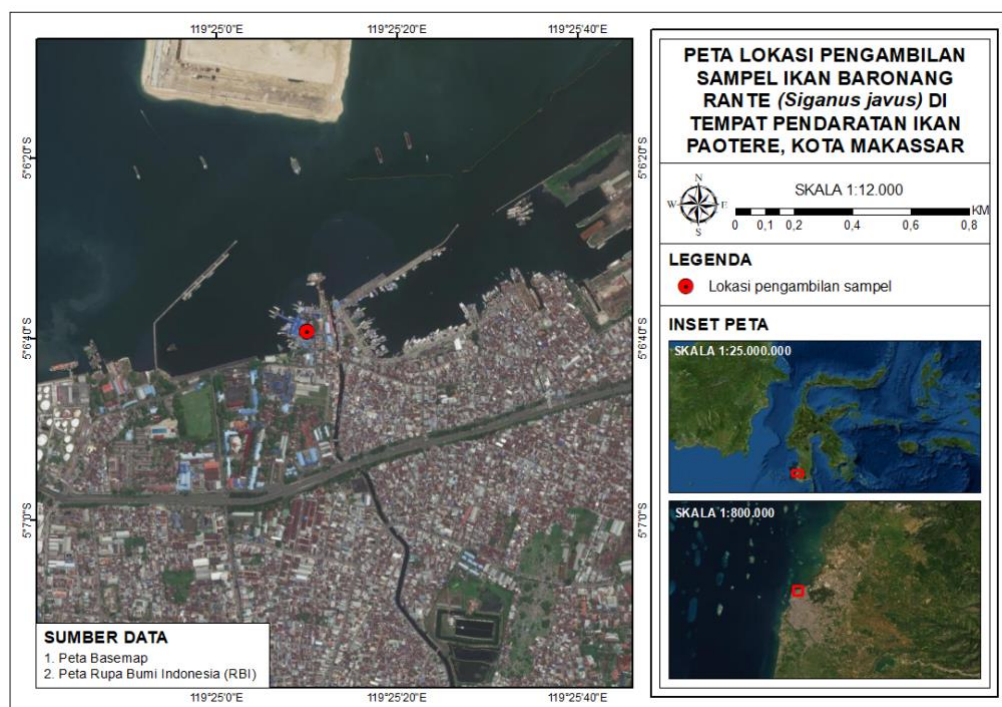 119°25'0"E
119°25'20"E
119°25'40"E
5°6'20"S
5°6'40"S
5°7'0"S
5°6'20"S
5°6'40"S
5°7'0"S
119°25'0"E
119°25'20"E
119°25'40"E
SUMBER DATA
1. Peta Basemap
2. Peta Rupa Bumi Indonesia (RBI)
PETA LOKASI PENGAMBILAN
SAMPEL IKAN BARONANG
RANTE (Siganus javus) DI
TEMPAT PENDARATAN IKAN
PAOTERE, KOTA MAKASSAR
N
W E
S
SKALA 1:12.000
KM
0 0,1 0,2 0,4 0,6 0,8
LEGENDA
Lokasi pengambilan sampel
INSET PETA
SKALA 1:25.000.000
SKALA 1:800.000